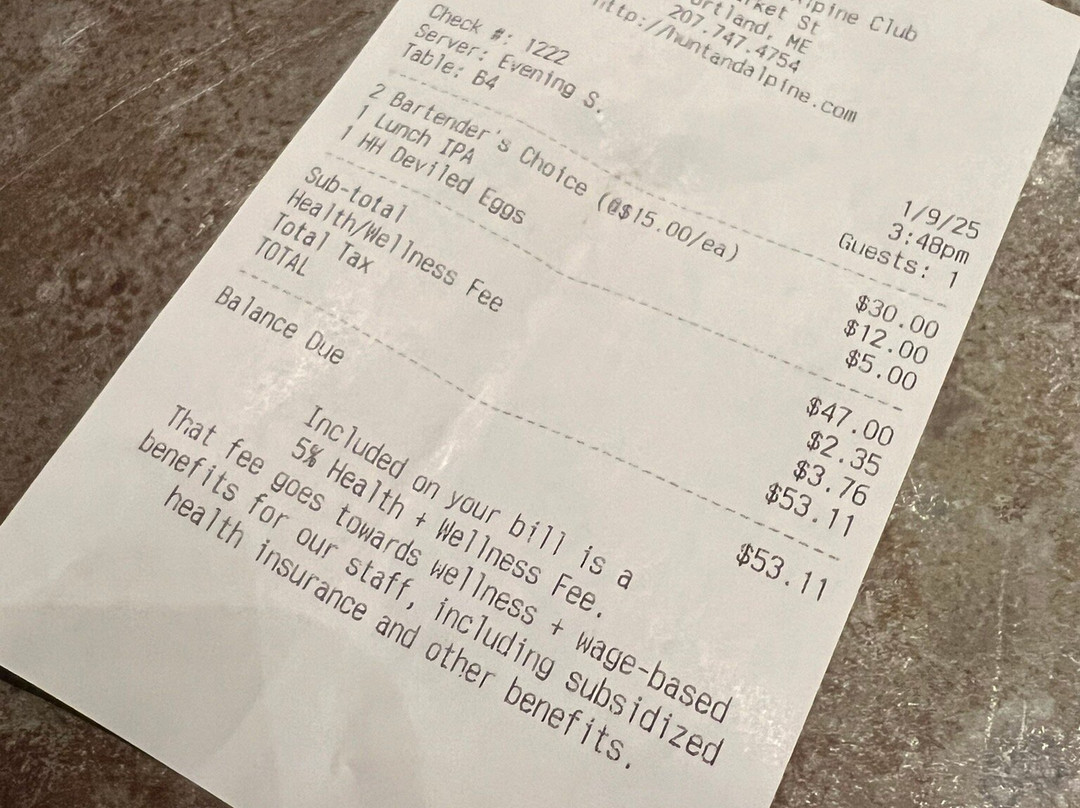 pine Club
ket St
rtland, ME
207.747.4754
http://huntandalpine.com
Check #: 1222
Server: Evening S.
Table: B4
1/9/25
3:48pm
Guests: 1
2 Bartender's Choice (@$15.00/ea) $30.00
1 Lunch IPA $12.00
1 HH Deviled Eggs $5.00
Sub-total $47.00
Health/Wellness Fee $2.35
Total Tax $3.76
TOTAL $53.11
Balance Due $53.11
Included on your bill is a
5% Health + Wellness Fee.
That fee goes towards wellness + wage-based
benefits for our staff, including subsidized
health insurance and other benefits.